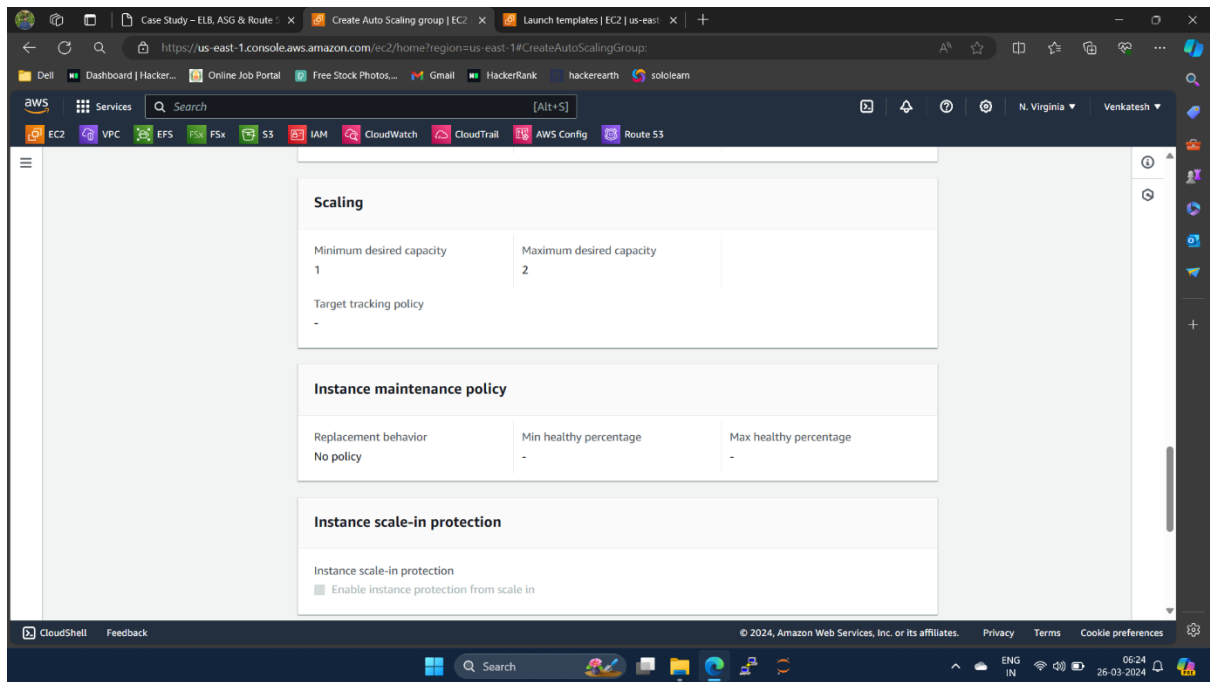 Case Study – ELB, ASG & Route 5
Create Auto Scaling group | EC2
Launch templates | EC2 | us-east-
https://us-east-1.console.aws.amazon.com/ec2/home?region=us-east-1#CreateAutoScalingGroup:
Dell Dashboard | Hacker... Online Job Portal Free Stock Photos,... Gmail HackerRank hackerearth sololearn
aws Services Search [Alt+S] N. Virginia ▼ Venkatesh ▼
EC2 VPC EFS FSx FSx S3 IAM CloudWatch CloudTrail AWS Config Route 53
Scaling
Minimum desired capacity Maximum desired capacity
1 2
Target tracking policy
-
Instance maintenance policy
Replacement behavior Min healthy percentage Max healthy percentage
No policy - -
Instance scale-in protection
Instance scale-in protection
Enable instance protection from scale in
CloudShell Feedback © 2024, Amazon Web Services, Inc. or its affiliates. Privacy Terms Cookie preferences
Search ENG 06:24
IN 26-03-2024